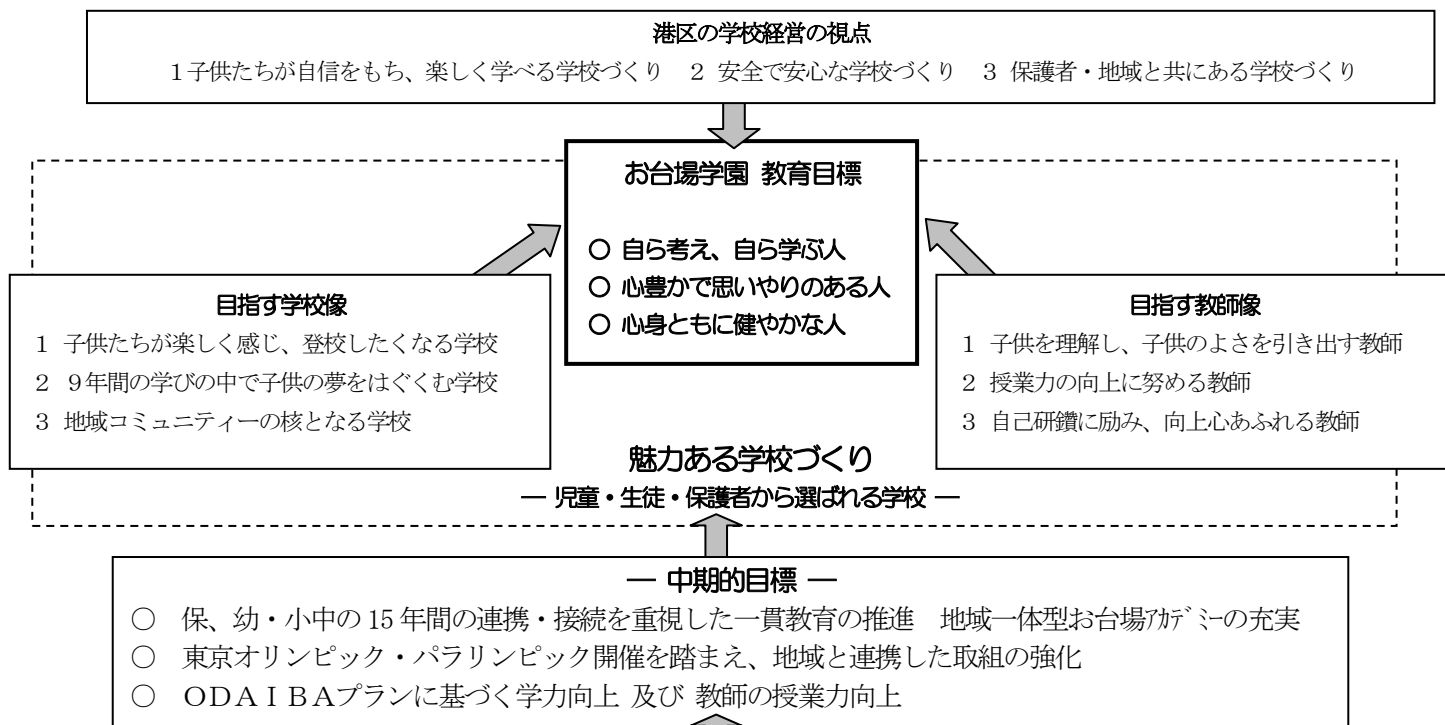 港区の学校経営の視点
１子供たちが自信をもち、楽しく学べる学校づくり　２ 安全で安心な学校づくり　３ 保護者・地域と共にある学校づくり
お台場学園 教育目標
○ 自ら考え、自ら学ぶ人
○ 心豊かで思いやりのある人
○ 心身ともに健やかな人
目指す学校像
１ 子供たちが楽しく感じ、登校したくなる学校
２ ９年間の学びの中で子供の夢をはぐくむ学校
３ 地域コミュニティーの核となる学校
目指す教師像
１ 子供を理解し、子供のよさを引き出す教師
２ 授業力の向上に努める教師
３ 自己研鑽に励み、向上心あふれる教師
魅力ある学校づくり
― 児童・生徒・保護者から選ばれる学校 ―
― 中期的目標 ―
○　保、幼・小中の 15 年間の連携・接続を重視した一貫教育の推進　地域一体型お台場ｱｶﾃﾞﾐｰの充実
○　東京オリンピック・パラリンピック開催を踏まえ、地域と連携した取組の強化
○　ＯＤＡＩＢＡプランに基づく学力向上 及び 教師の授業力向上